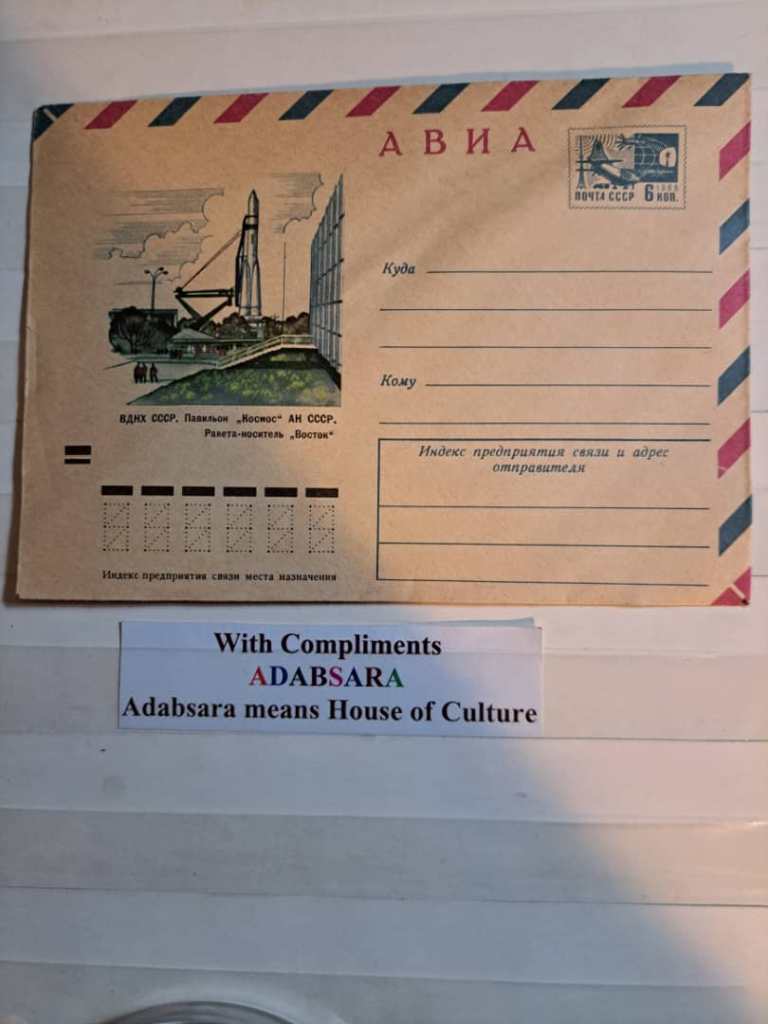 АВИА
ПОЧТА СССР 6 1966 КОП.
Куда
Кому
ВДНХ СССР. Павильон „Космос“ АН СССР.
Ракета-носитель „Восток“
Индекс предприятия связи и адрес
отправителя
Индекс предприятия связи места назначения
With Compliments
ADABSARA
Adabsara means House of Culture